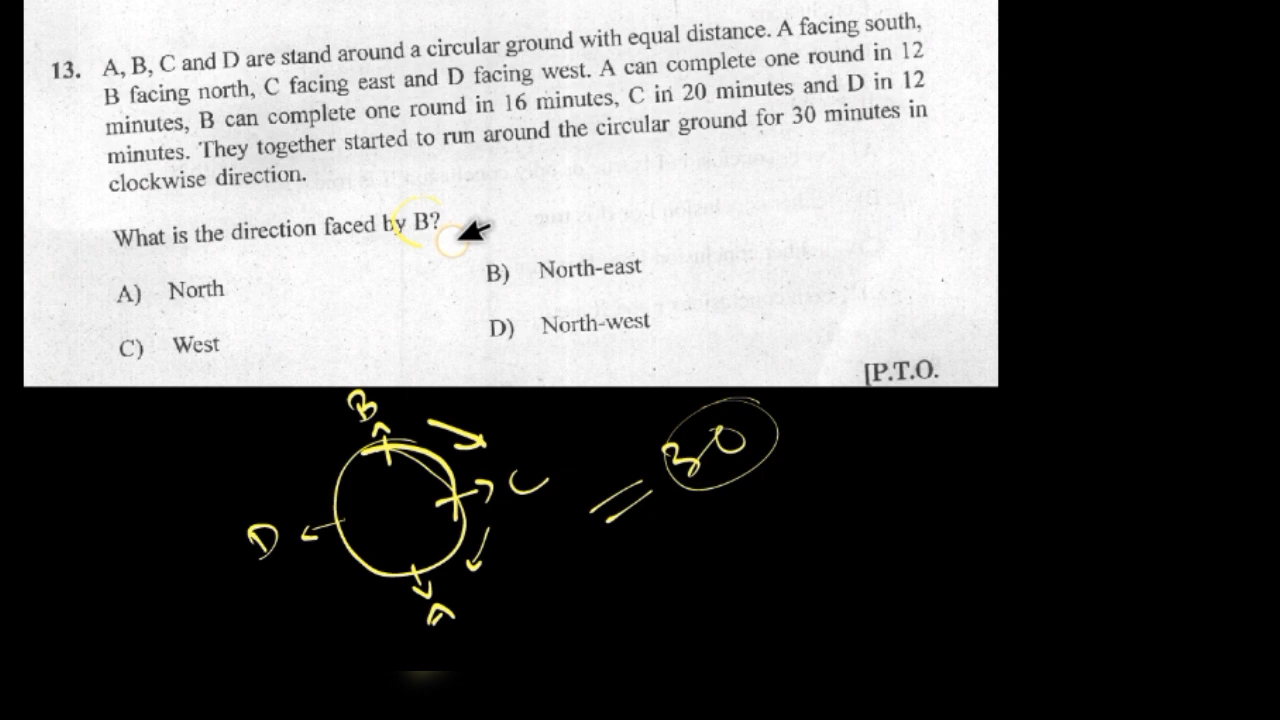 13. A, B, C and D are stand around a circular ground with equal distance. A facing south,
B facing north, C facing east and D facing west. A can complete one round in 12
minutes, B can complete one round in 16 minutes, C in 20 minutes and D in 12
minutes. They together started to run around the circular ground for 30 minutes in
clockwise direction.
What is the direction faced by B?
A) North
B) North-east
C) West
D) North-west
[P.T.O.
B
C
= 30
D
A